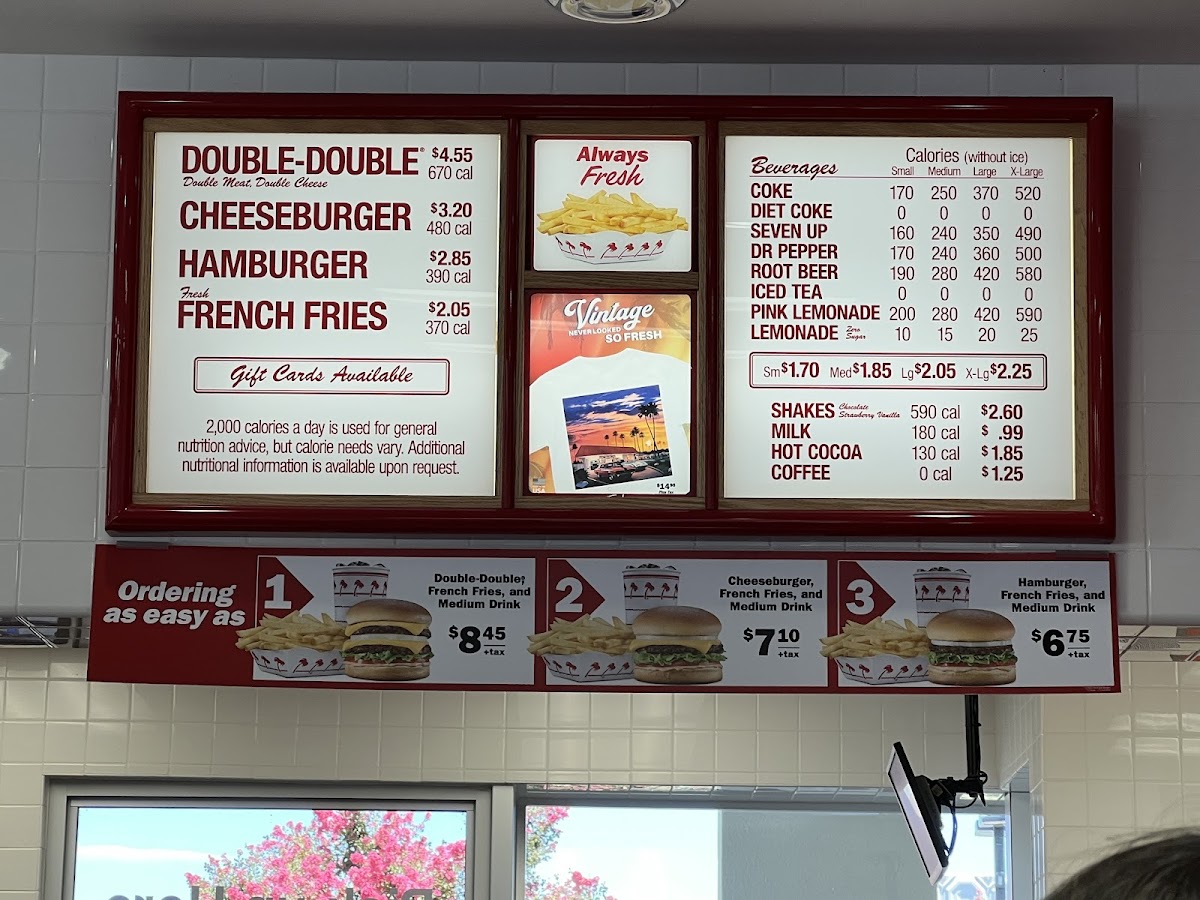 DOUBLE-DOUBLE® $4.55
Double Meat, Double Cheese 670 cal
CHEESEBURGER $3.20
480 cal
HAMBURGER $2.85
390 cal
Fresh
FRENCH FRIES $2.05
370 cal
Gift Cards Available
2,000 calories a day is used for general
nutrition advice, but calorie needs vary. Additional
nutritional information is available upon request.
Always
Fresh
Vintage
NEVER LOOKED
SO FRESH
$14.95
Plus Tax
Beverages Calories (without ice)
Small Medium Large X-Large
COKE 170 250 370 520
DIET COKE 0 0 0 0
SEVEN UP 160 240 350 490
DR PEPPER 170 240 360 500
ROOT BEER 190 280 420 580
ICED TEA 0 0 0 0
PINK LEMONADE 200 280 420 590
LEMONADE Zero Sugar 10 15 20 25
Sm$1.70 Med$1.85 Lg$2.05 X-Lg$2.25
SHAKES Chocolate Strawberry Vanilla 590 cal $2.60
MILK 180 cal $ .99
HOT COCOA 130 cal $1.85
COFFEE 0 cal $1.25
Ordering
as easy as
1
Double-Double®,
French Fries, and
Medium Drink
$8.45
+tax
2
Cheeseburger,
French Fries, and
Medium Drink
$7.10
+tax
3
Hamburger,
French Fries, and
Medium Drink
$6.75
+tax